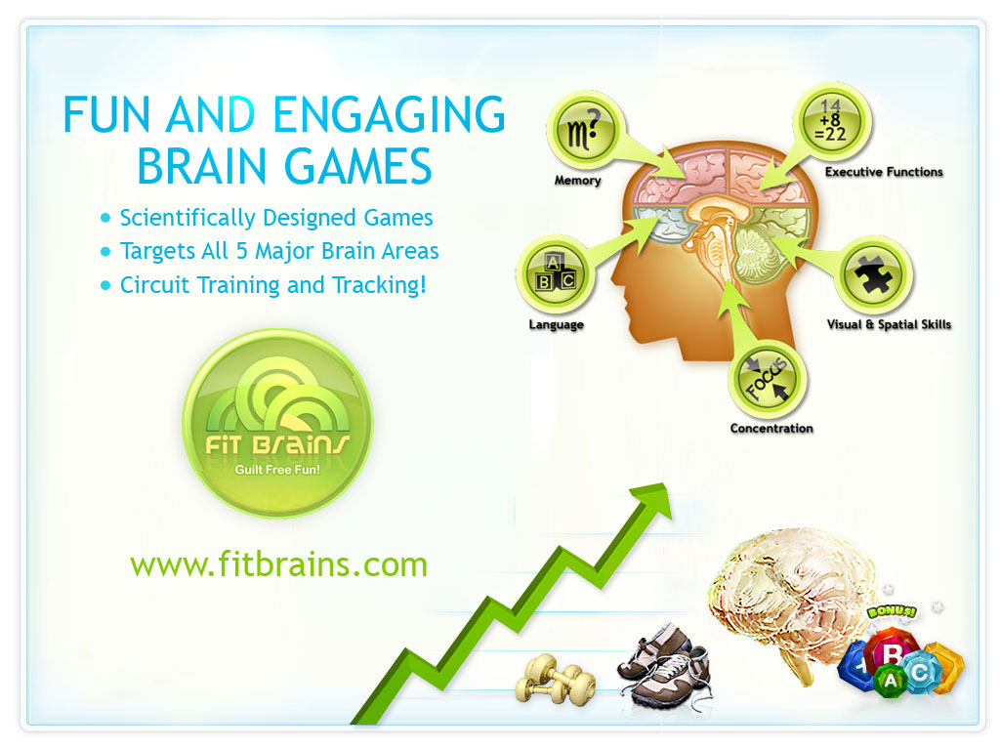 FUN AND ENGAGING
BRAIN GAMES
• Scientifically Designed Games
• Targets All 5 Major Brain Areas
• Circuit Training and Tracking!
FiT BRaiNS
Guilt Free Fun!
www.fitbrains.com
m?
Memory
14
+8
=22
Executive Functions
A
B C
Language
Visual & Spatial Skills
FOCUS
Concentration
BONUS!
B
A C